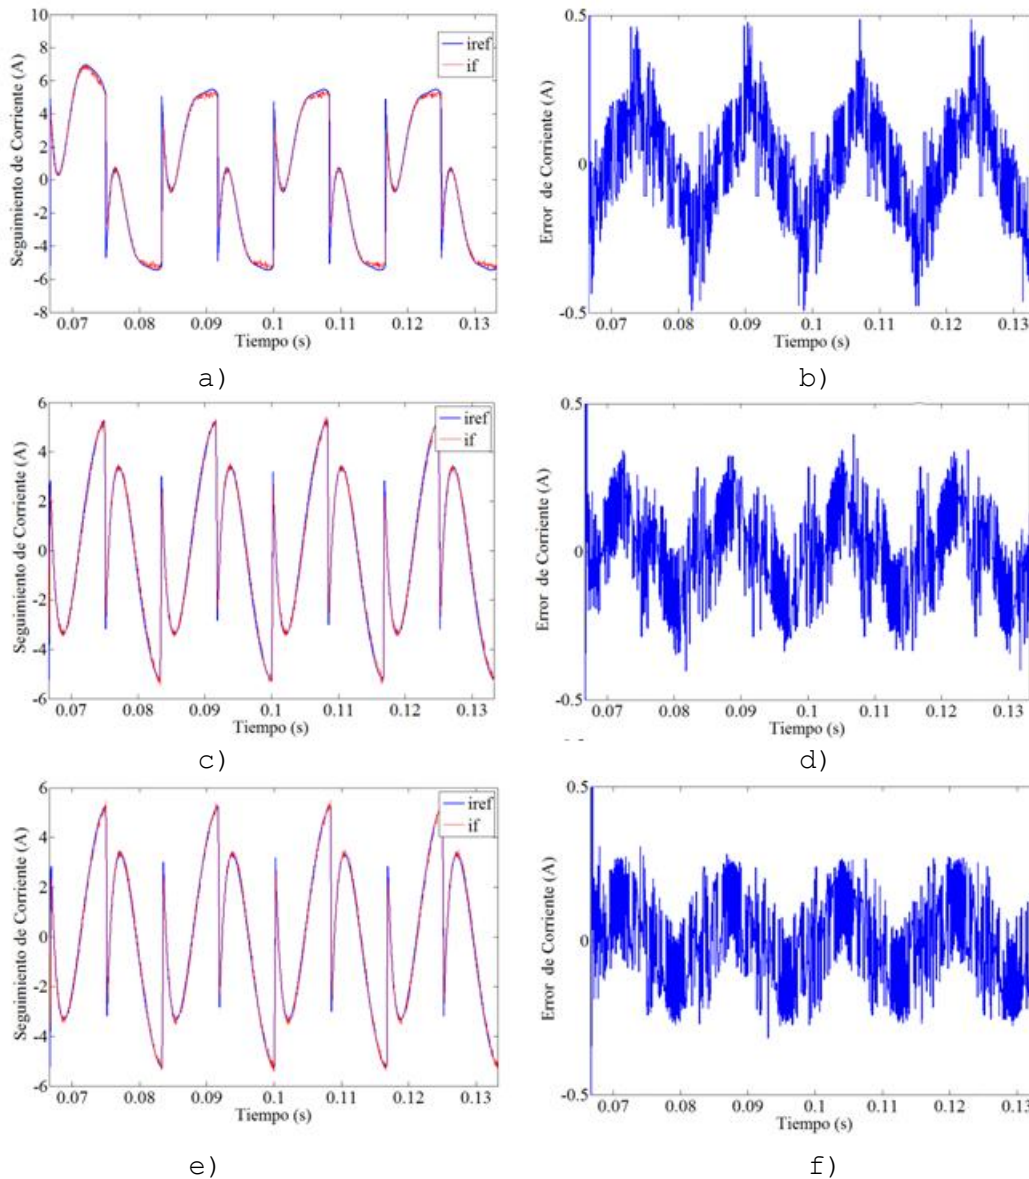 10
8
6
4
2
0
-2
-4
-6
-8
Seguimiento de Corriente (A)
iref
if
0.07 0.08 0.09 0.1 0.11 0.12 0.13
Tiempo (s)
a)
0.5
0
-0.5
Error de Corriente (A)
0.07 0.08 0.09 0.1 0.11 0.12 0.13
Tiempo (s)
b)
6
4
2
0
-2
-4
-6
Seguimiento de Corriente (A)
iref
if
0.07 0.08 0.09 0.1 0.11 0.12 0.13
Tiempo (s)
c)
0.5
0
-0.5
Error de Corriente (A)
0.07 0.08 0.09 0.1 0.11 0.12 0.13
Tiempo (s)
d)
6
4
2
0
-2
-4
-6
Seguimiento de Corriente (A)
iref
if
0.07 0.08 0.09 0.1 0.11 0.12 0.13
Tiempo (s)
e)
0.5
0
-0.5
Error de Corriente (A)
0.07 0.08 0.09 0.1 0.11 0.12 0.13
Tiempo (s)
f)